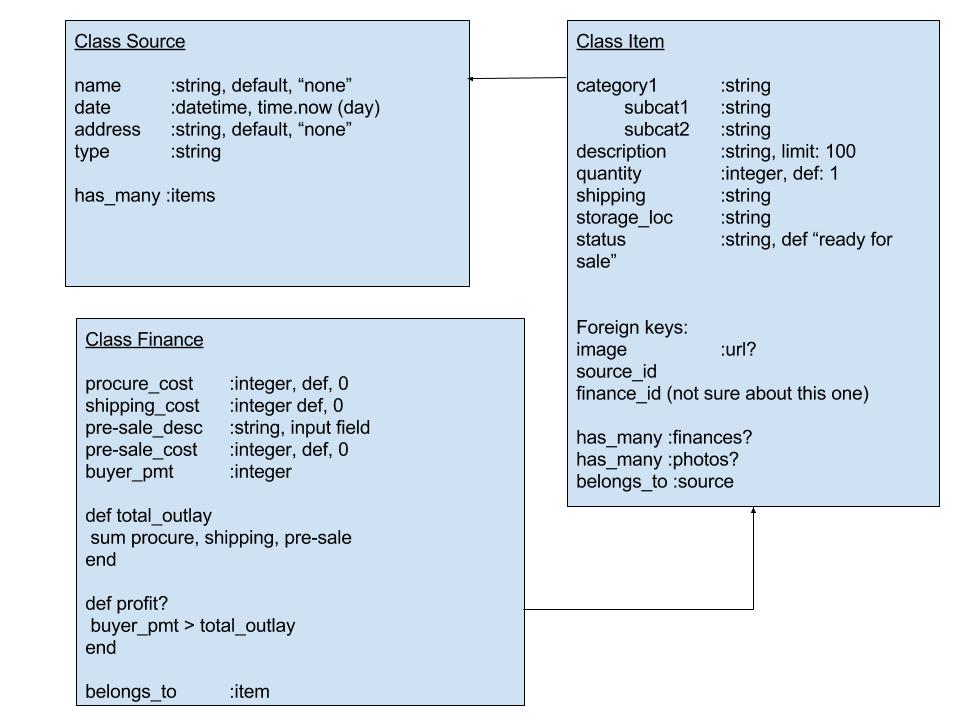 Class Source
name :string, default, “none”
date :datetime, time.now (day)
address :string, default, “none”
type :string
has_many :items
Class Item
category1 :string
subcat1 :string
subcat2 :string
description :string, limit: 100
quantity :integer, def: 1
shipping :string
storage_loc :string
status :string, def “ready for
sale”
Foreign keys:
image :url?
source_id
finance_id (not sure about this one)
has_many :finances?
has_many :photos?
belongs_to :source
Class Finance
procure_cost :integer, def, 0
shipping_cost :integer def, 0
pre-sale_desc :string, input field
pre-sale_cost :integer, def, 0
buyer_pmt :integer
def total_outlay
sum procure, shipping, pre-sale
end
def profit?
buyer_pmt > total_outlay
end
belongs_to :item